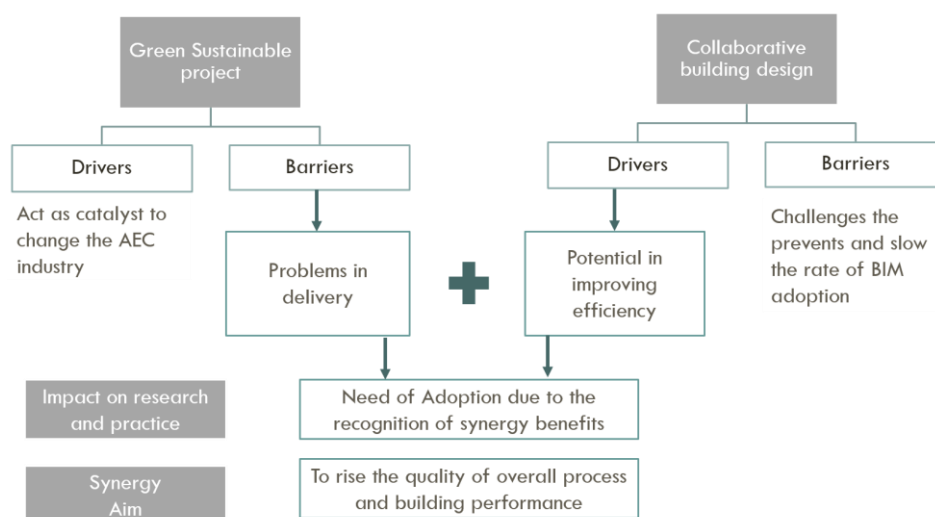 Green Sustainable
project
Collaborative
building design
Drivers
Barriers
Drivers
Barriers
Act as catalyst to
change the AEC
industry
Problems in
delivery
Potential in
improving
efficiency
Challenges the
prevents and slow
the rate of BIM
adoption
Impact on research
and practice
Need of Adoption due to the
recognition of synergy benefits
Synergy
Aim
To rise the quality of overall process
and building performance